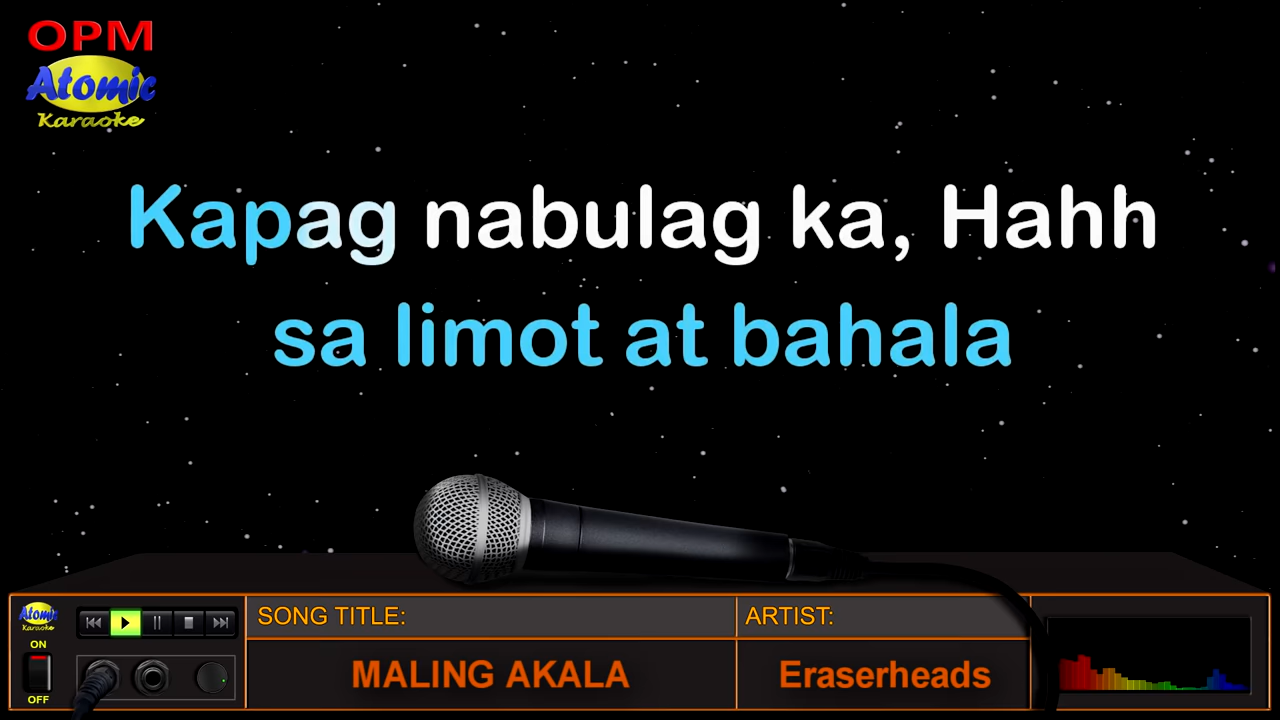 OPM
Atomic
Karaoke
Kapag nabulag ka, Hahh
sa limot at bahala
Atomic
Karaoke
ON
OFF
SONG TITLE:
MALING AKALA
ARTIST:
Eraserheads